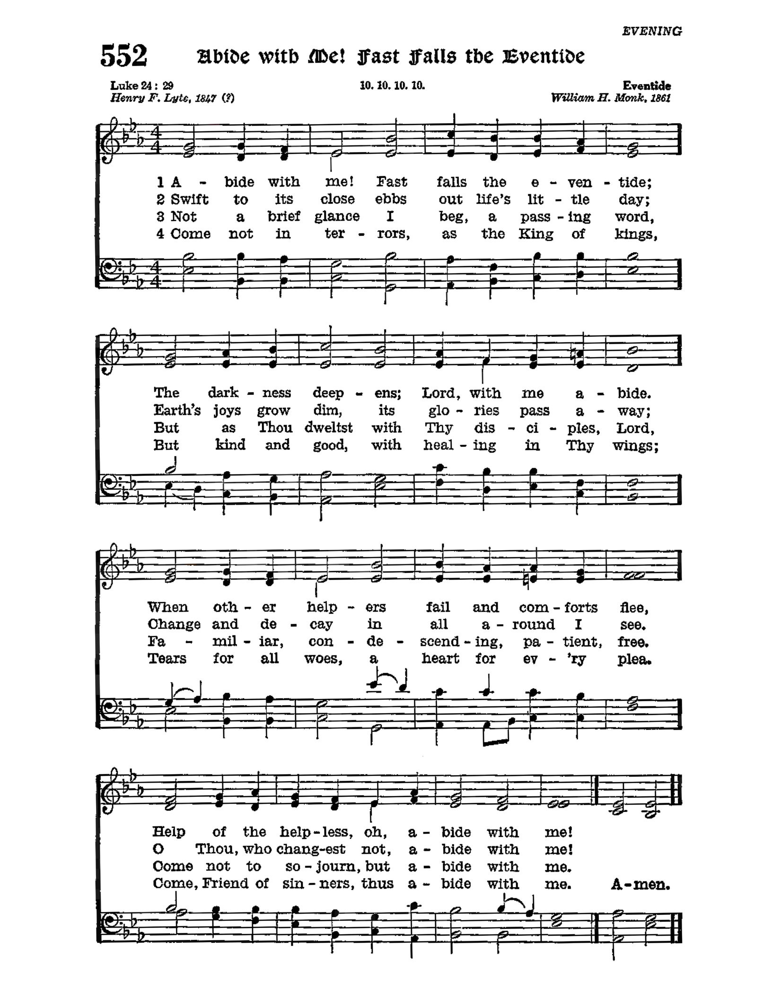 EVENING
552 Abide with Me! Fast Falls the Eventide
Luke 24: 29 10. 10. 10. 10. Eventide
Henry F. Lyte, 1847 (?) William H. Monk, 1861
1 A - bide with me! Fast falls the e - ven - tide;
2 Swift to its close ebbs out life's lit - tle day;
3 Not a brief glance I beg, a pass - ing word,
4 Come not in ter - rors, as the King of kings,
The dark - ness deep - ens; Lord, with me a - bide.
Earth's joys grow dim, its glo - ries pass a - way;
But as Thou dweltst with Thy dis - ci - ples, Lord,
But kind and good, with heal - ing in Thy wings;
When oth - er help - ers fail and com - forts flee,
Change and de - cay in all a - round I see.
Fa - mil - iar, con - de - scend - ing, pa - tient, free.
Tears for all woes, a heart for ev - 'ry plea.
Help of the help - less, oh, a - bide with me!
O Thou, who chang-est not, a - bide with me!
Come not to so - journ, but a - bide with me.
Come, Friend of sin - ners, thus a - bide with me. A-men.